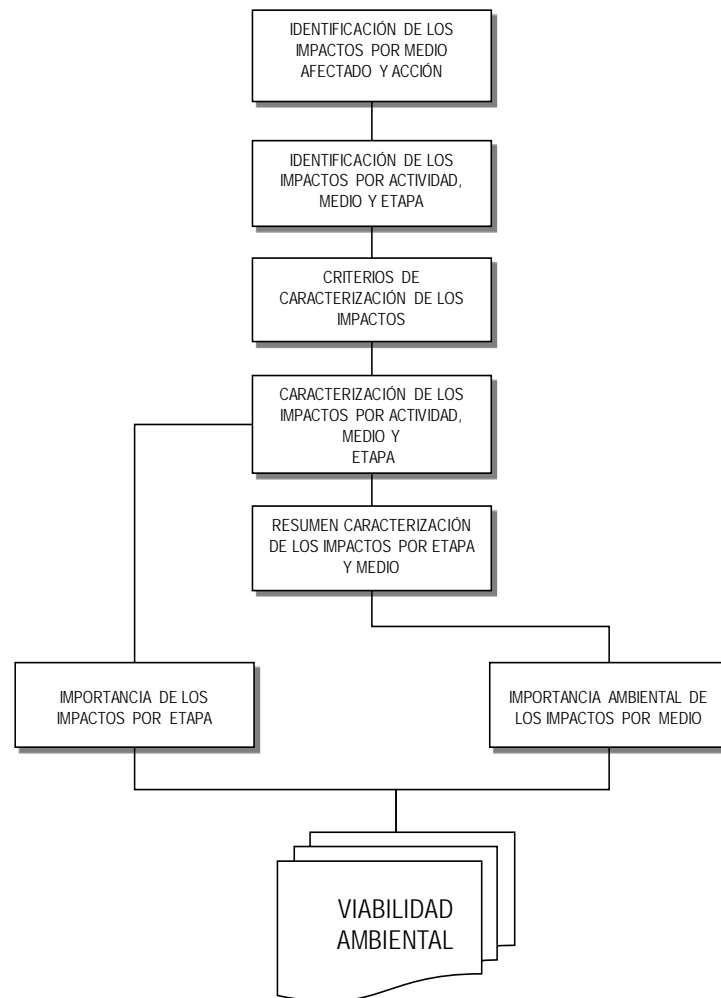 IDENTIFICACIÓN DE LOS
IMPACTOS POR MEDIO
AFECTADO Y ACCIÓN
IDENTIFICACIÓN DE LOS
IMPACTOS POR ACTIVIDAD,
MEDIO Y ETAPA
CRITERIOS DE
CARACTERIZACIÓN DE LOS
IMPACTOS
CARACTERIZACIÓN DE LOS
IMPACTOS POR ACTIVIDAD,
MEDIO Y
ETAPA
RESUMEN CARACTERIZACIÓN
DE LOS IMPACTOS POR ETAPA
Y MEDIO
IMPORTANCIA DE LOS
IMPACTOS POR ETAPA
IMPORTANCIA AMBIENTAL DE
LOS IMPACTOS POR MEDIO
VIABILIDAD
AMBIENTAL